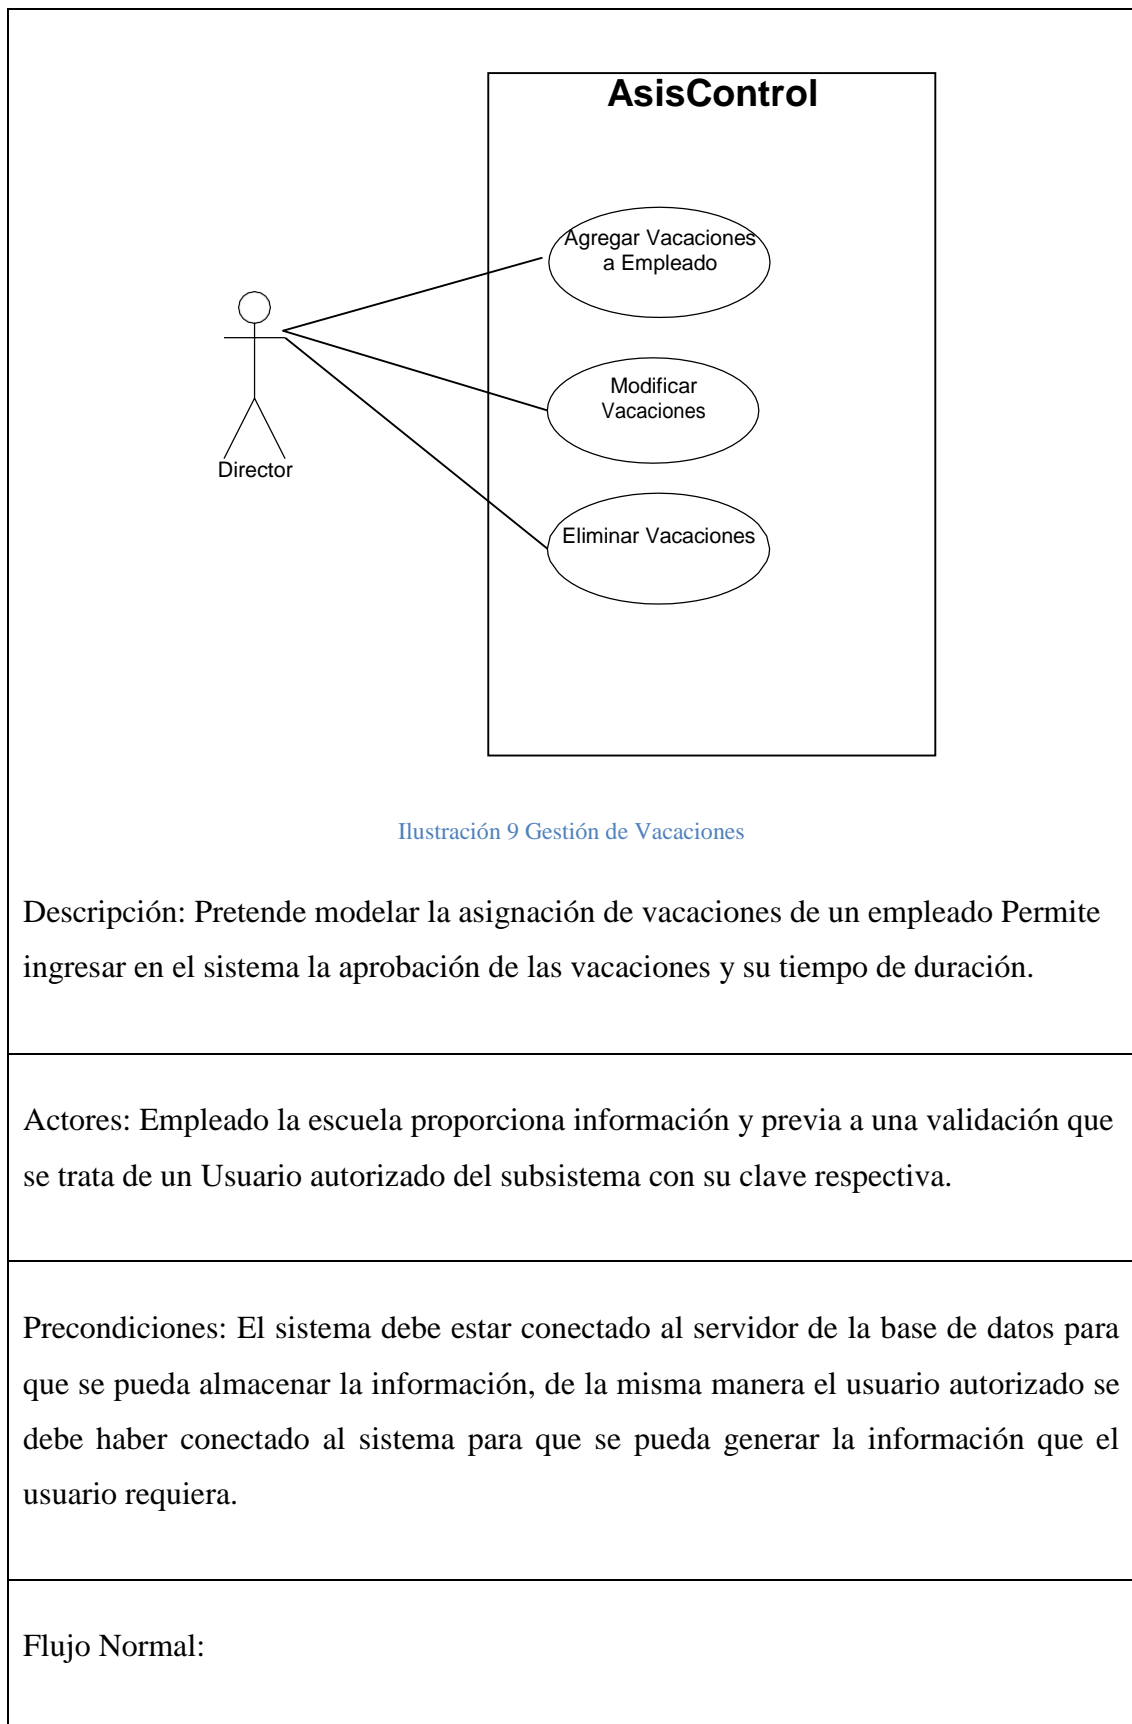 AsisControl
Agregar Vacaciones
a Empleado
Modificar
Vacaciones
Director
Eliminar Vacaciones
Ilustración 9 Gestión de Vacaciones
Descripción: Pretende modelar la asignación de vacaciones de un empleado Permite
ingresar en el sistema la aprobación de las vacaciones y su tiempo de duración.
Actores: Empleado la escuela proporciona información y previa a una validación que
se trata de un Usuario autorizado del subsistema con su clave respectiva.
Precondiciones: El sistema debe estar conectado al servidor de la base de datos para
que se pueda almacenar la información, de la misma manera el usuario autorizado se
debe haber conectado al sistema para que se pueda generar la información que el
usuario requiera.
Flujo Normal: